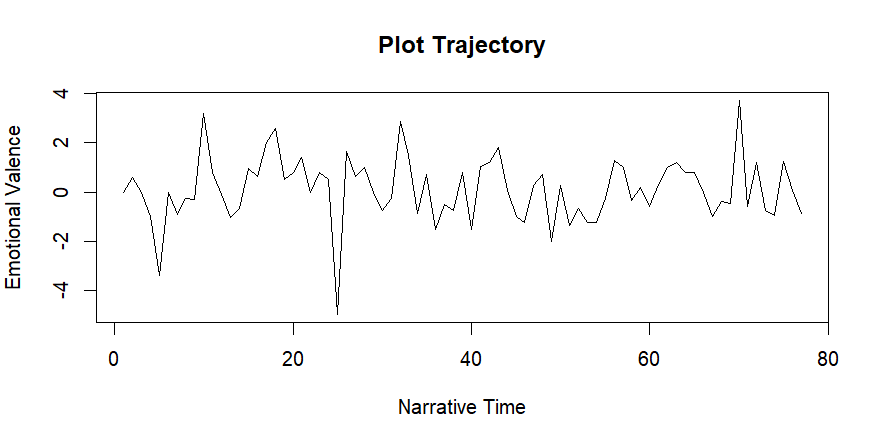 Plot Trajectory
Emotional Valence
4
2
0
-2
-4
0 20 40 60 80
Narrative Time